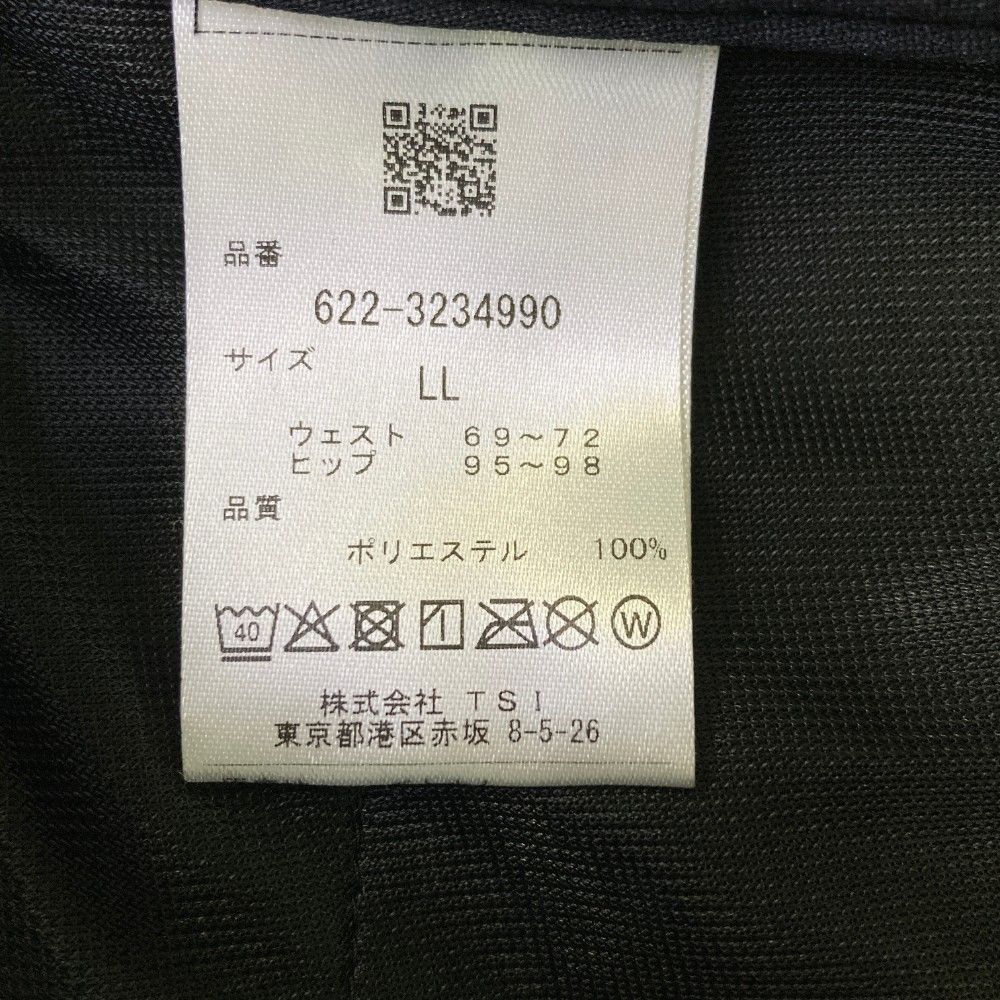 品番
622-3234990
サイズ
LL
ウェスト 69～72
ヒップ 95～98
品質
ポリエステル 100%
40
W
株式会社 TSI
東京都港区赤坂 8-5-26